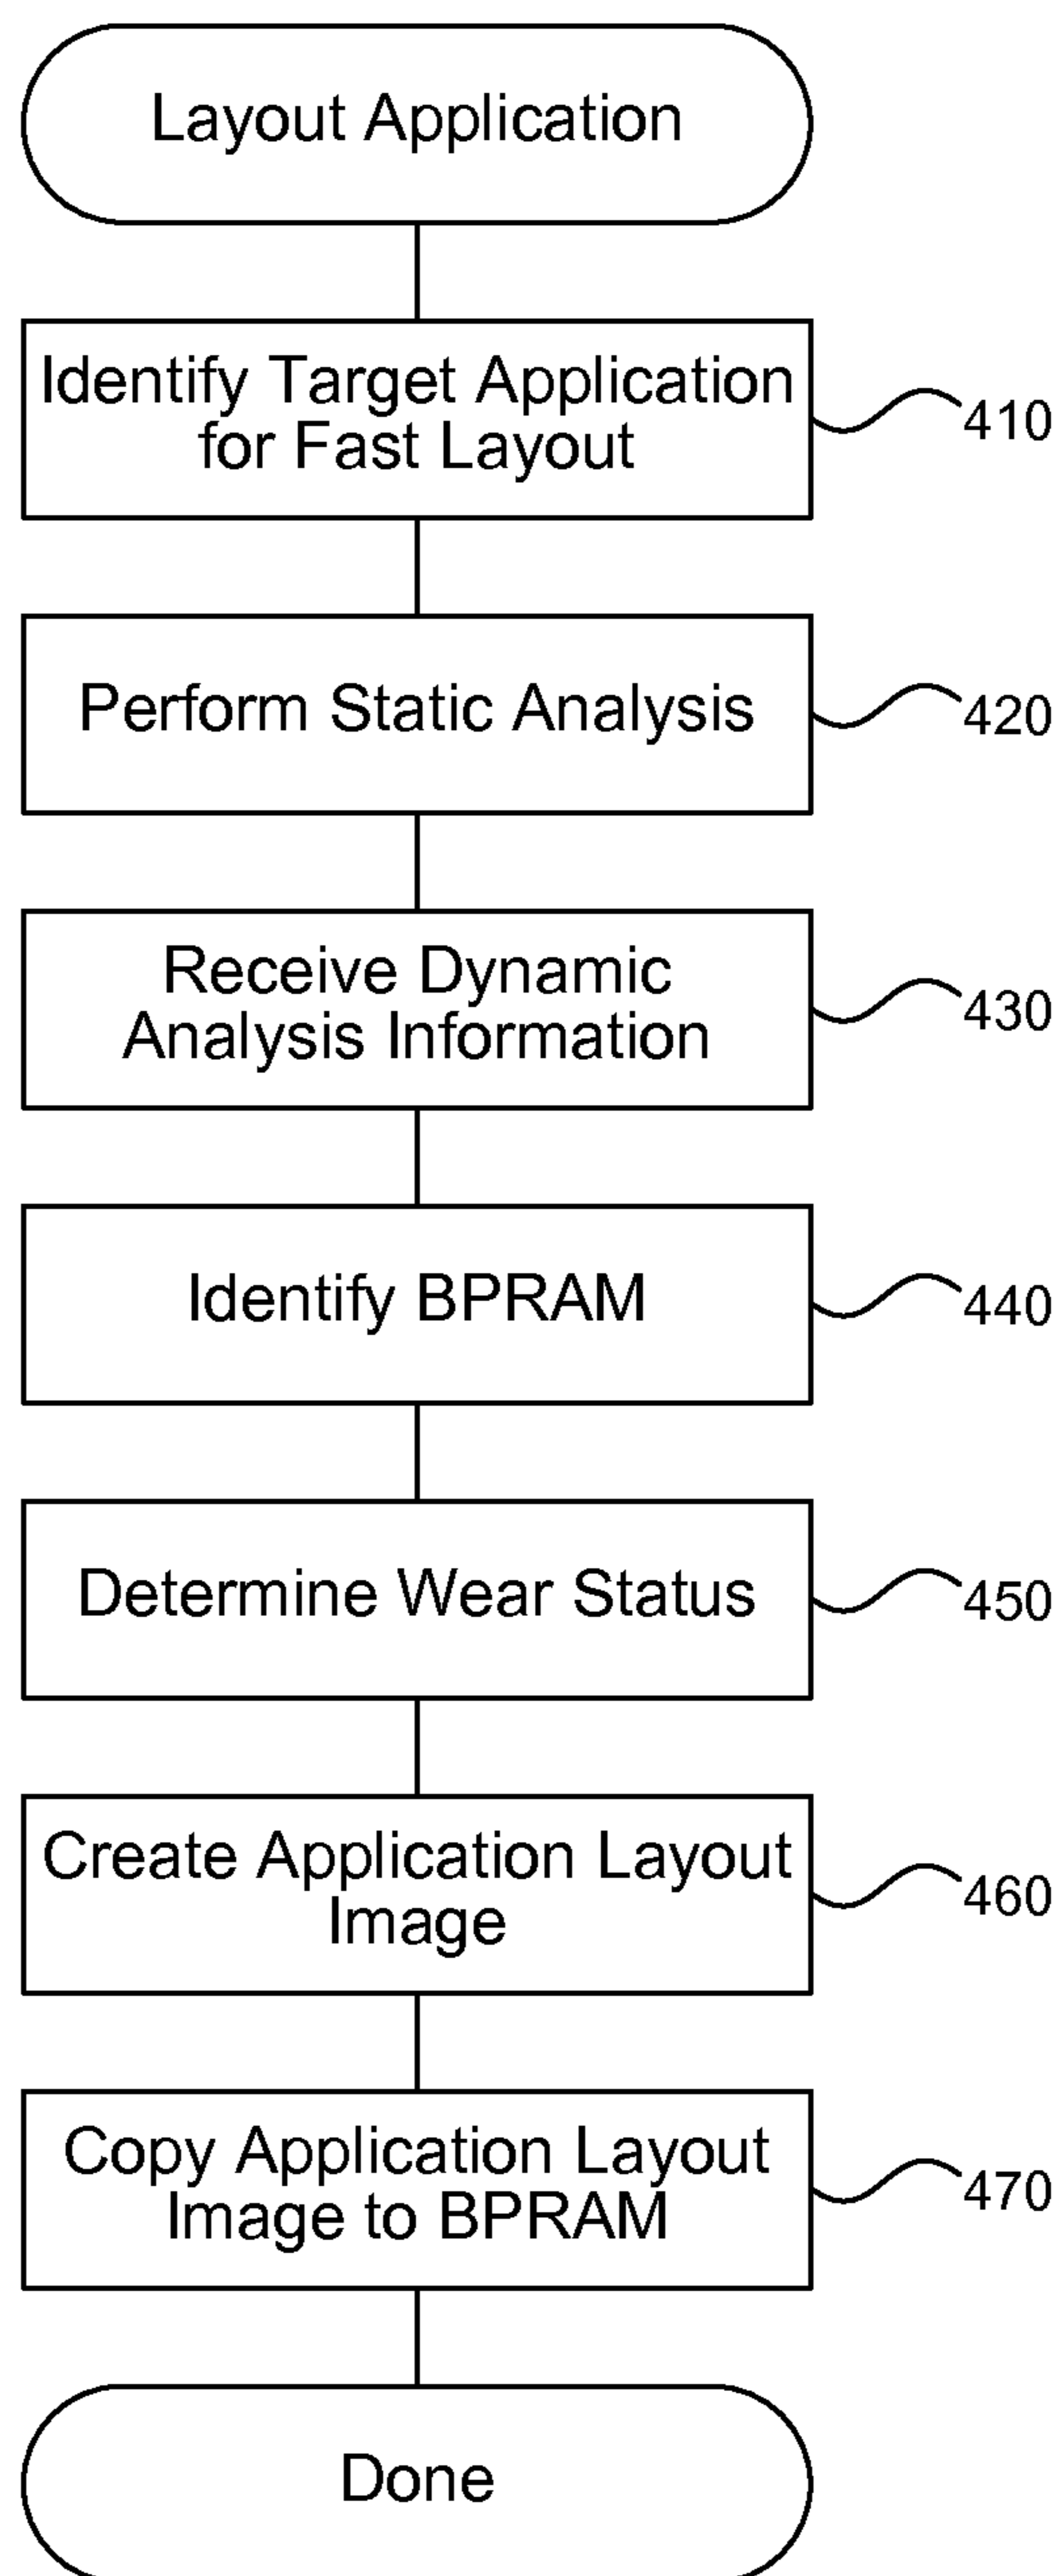 Layout Application
Identify Target Application
for Fast Layout
410
Perform Static Analysis
420
Receive Dynamic
Analysis Information
430
Identify BPRAM
440
Determine Wear Status
450
Create Application Layout
Image
460
Copy Application Layout
Image to BPRAM
470
Done